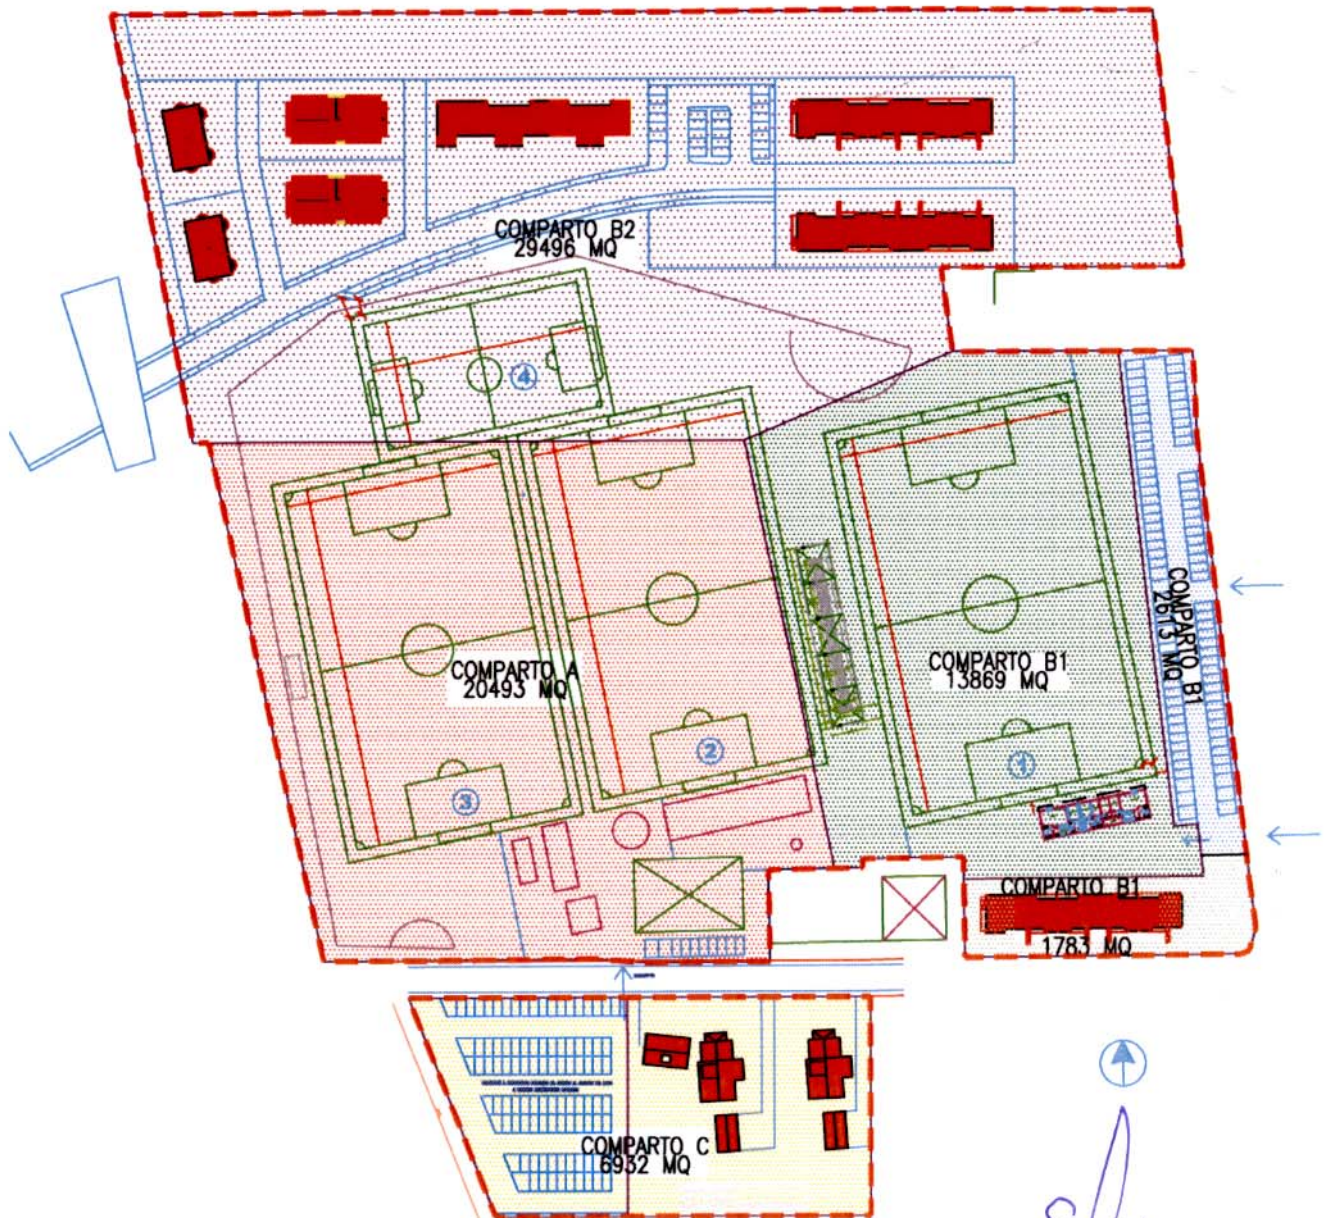 COMPARTO B2
29496 MQ
4
COMPARTO A
20493 MQ
COMPARTO B1
13869 MQ
COMPARTO B1
2613 MQ
2
1
3
COMPARTO B1
1783 MQ
COMPARTO C
6932 MQ